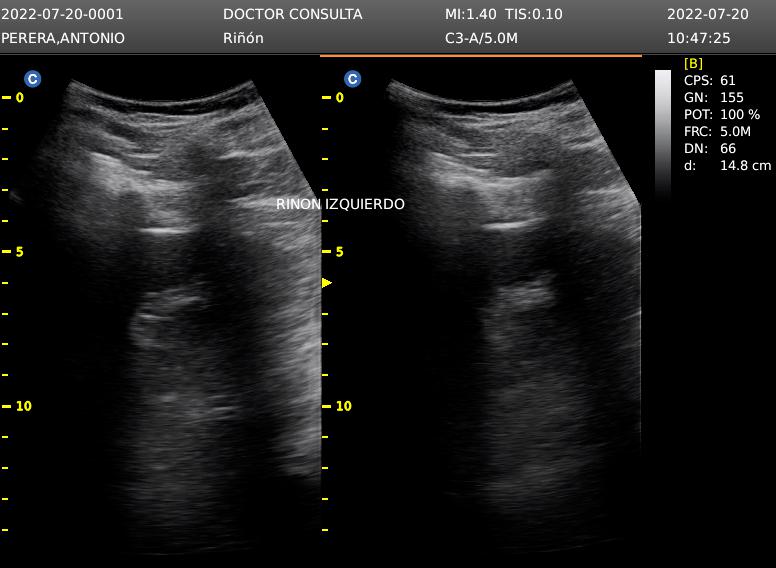 2022-07-20-0001 DOCTOR CONSULTA MI:1.40 TIS:0.10 2022-07-20
PERERA,ANTONIO Riñón C3-A/5.0M 10:47:25
[B]
C C CPS: 61
0 0 GN: 155
POT: 100 %
FRC: 5.0M
DN: 66
d: 14.8 cm
RINON IZQUIERDO
5 5
10 10